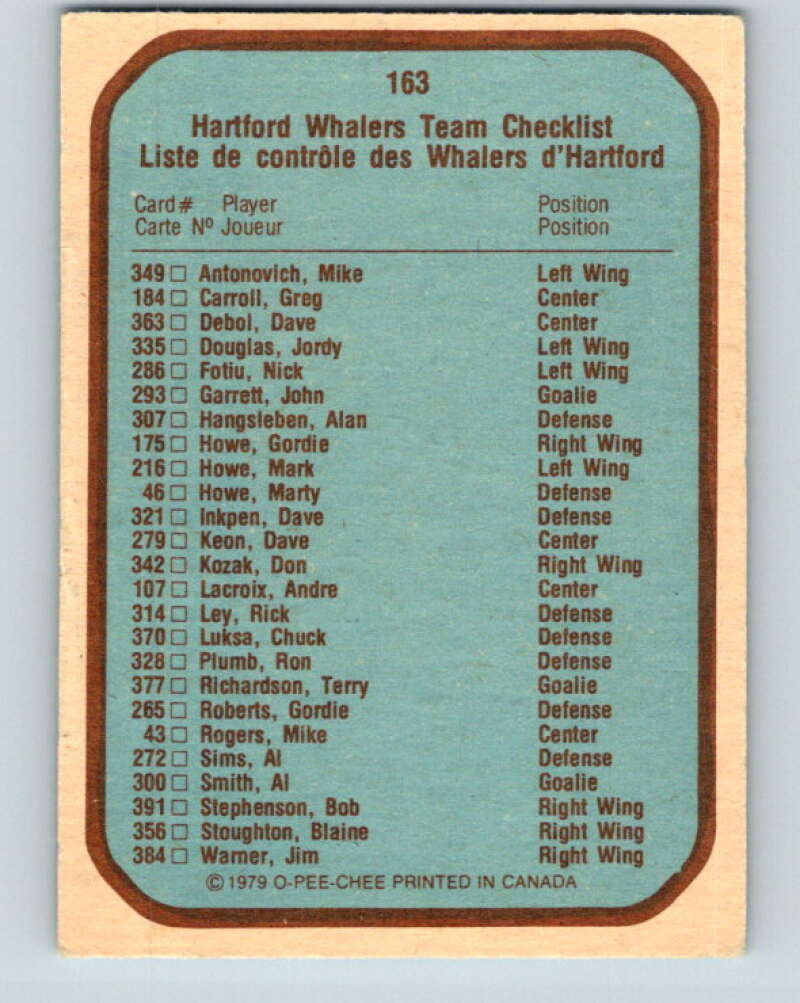 163
Hartford Whalers Team Checklist
Liste de contrôle des Whalers d'Hartford
Card# Player Position
Carte Nº Joueur Position
349 □ Antonovich, Mike Left Wing
184 □ Carroll, Greg Center
363 □ Debol, Dave Center
335 □ Douglas, Jordy Left Wing
286 □ Fotiu, Nick Left Wing
293 □ Garrett, John Goalie
307 □ Hangsleben, Alan Defense
175 □ Howe, Gordie Right Wing
216 □ Howe, Mark Left Wing
46 □ Howe, Marty Defense
321 □ Inkpen, Dave Defense
279 □ Keon, Dave Center
342 □ Kozak, Don Right Wing
107 □ Lacroix, Andre Center
314 □ Ley, Rick Defense
370 □ Luksa, Chuck Defense
328 □ Plumb, Ron Defense
377 □ Richardson, Terry Goalie
265 □ Roberts, Gordie Defense
43 □ Rogers, Mike Center
272 □ Sims, Al Defense
300 □ Smith, Al Goalie
391 □ Stephenson, Bob Right Wing
356 □ Stoughton, Blaine Right Wing
384 □ Warner, Jim Right Wing
© 1979 O-PEE-CHEE PRINTED IN CANADA